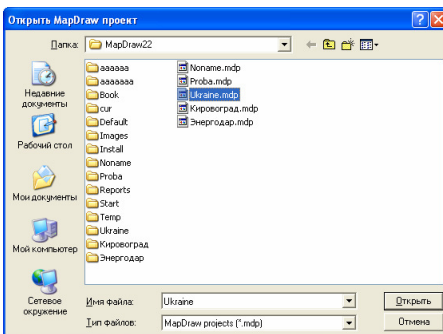 Открыть MapDraw проект
Папка:
MapDraw22
aaaaaa
aaaaaaa
Book
cur
Default
Images
Install
Noname
Proba
Reports
Start
Temp
Ukraine
Кировоград
Энергодар
Noname.mdp
Proba.mdp
Ukraine.mdp
Кировоград.mdp
Энергодар.mdp
Недавние
документы
Рабочий стол
Мои документы
Мой компьютер
Сетевое
окружение
Имя файла:
Ukraine
Открыть
Тип файлов:
MapDraw projects (*.mdp)
Отмена